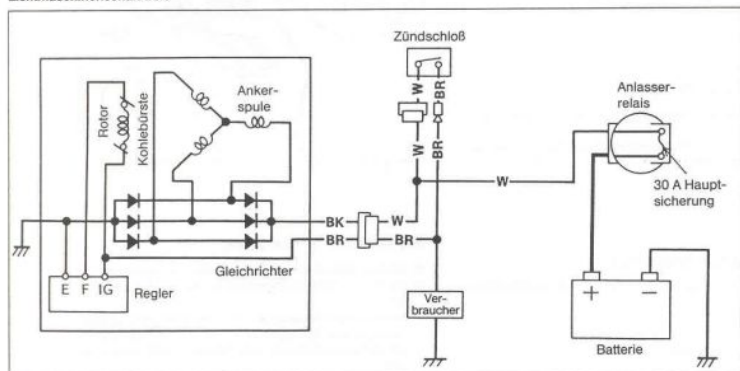 Zündschloß
W
BR
Anker-
spule
Rotor
Kohlebürste
Anlasser-
relais
W
BR
W
30 A Haupt-
sicherung
BK
W
BR
BR
Gleichrichter
E F IG
Regler
Ver-
braucher
+ −
Batterie